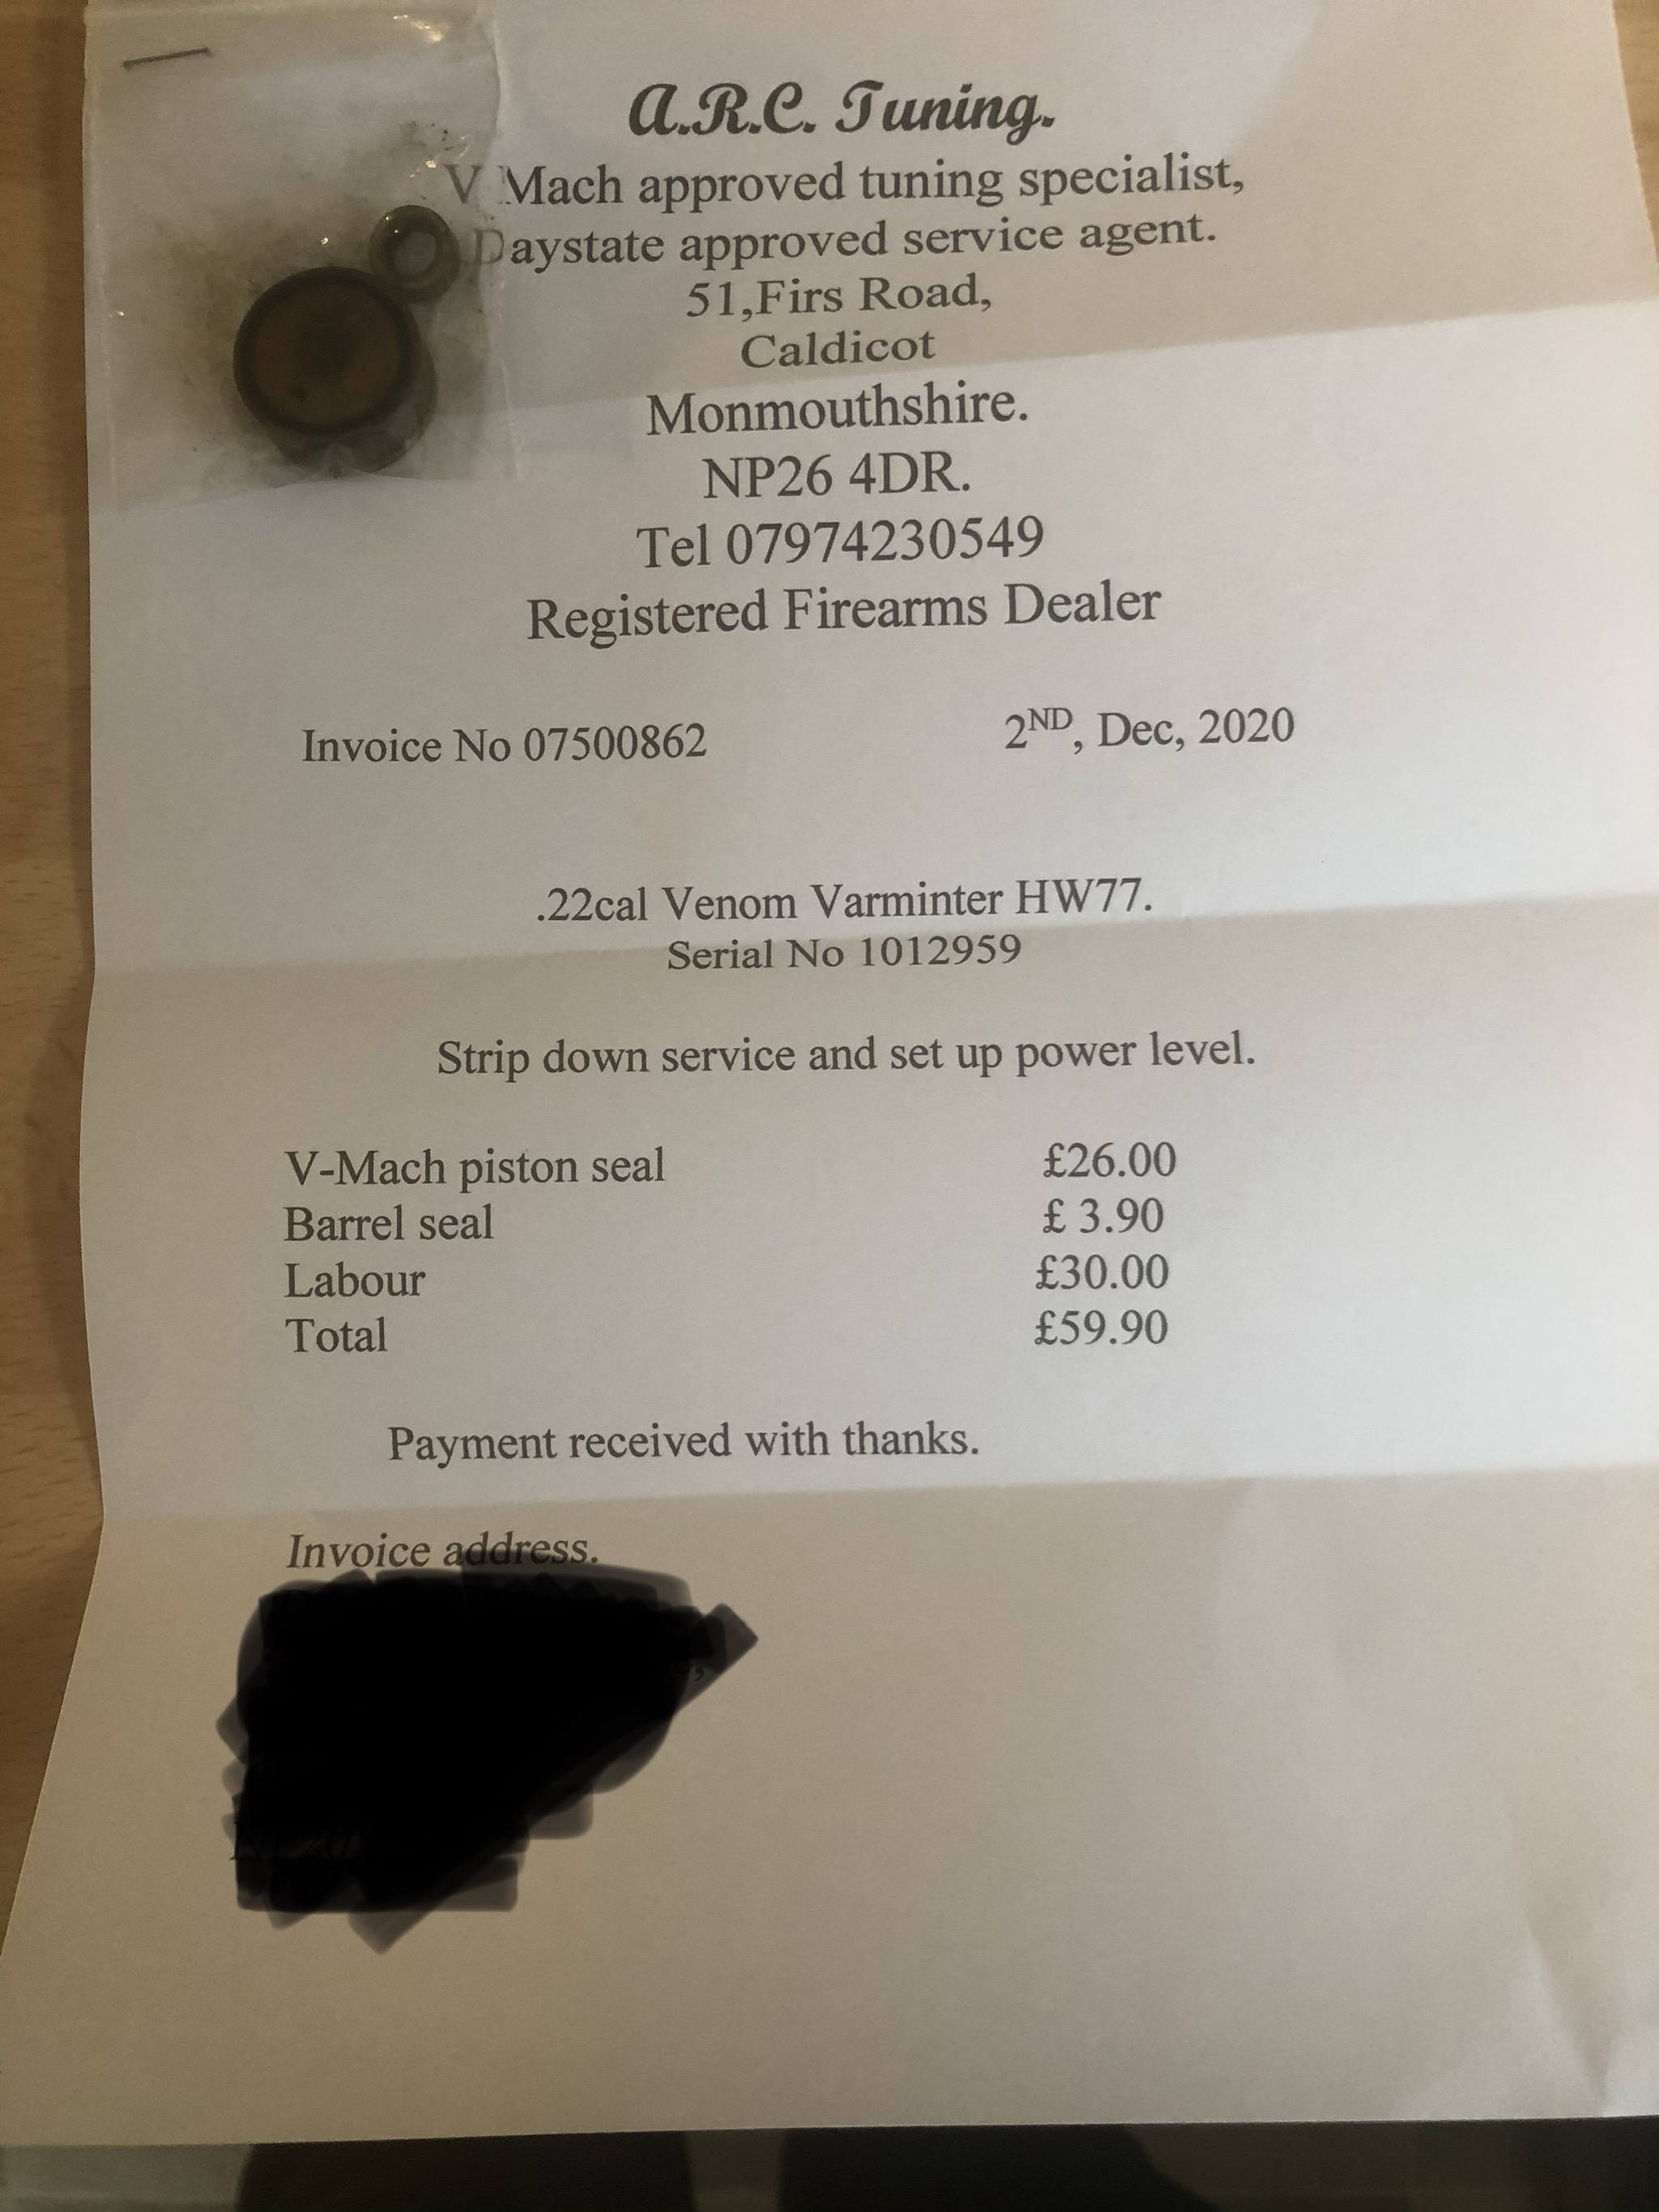 A.R.C. Tuning.
V Mach approved tuning specialist,
Daystate approved service agent.
51,Firs Road,
Caldicot
Monmouthshire.
NP26 4DR.
Tel 07974230549
Registered Firearms Dealer
Invoice No 07500862 2ND, Dec, 2020
.22cal Venom Varminter HW77.
Serial No 1012959
Strip down service and set up power level.
V-Mach piston seal £26.00
Barrel seal £ 3.90
Labour £30.00
Total £59.90
Payment received with thanks.
Invoice address.